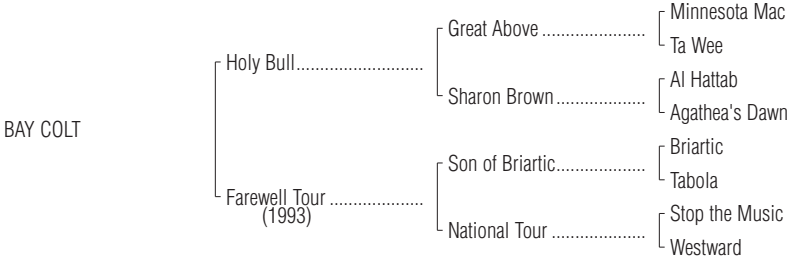 Minnesota Mac
Great Above ......................
Ta Wee
Holy Bull...........................
Al Hattab
Sharon Brown ...................
Agathea's Dawn
BAY COLT
Briartic
Son of Briartic...................
Tabola
Farewell Tour ....................
(1993)
Stop the Music
National Tour ....................
Westward